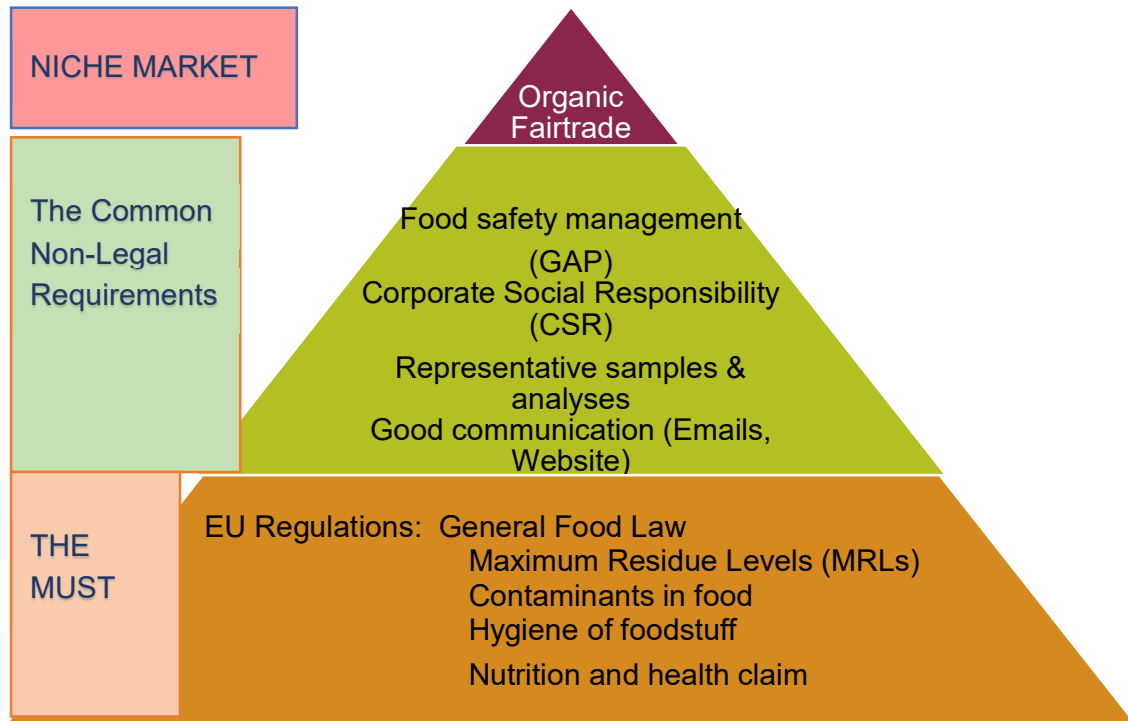 NICHE MARKET
Organic
Fairtrade
The Common
Non-Legal
Requirements
Food safety management
(GAP)
Corporate Social Responsibility
(CSR)
Representative samples &
analyses
Good communication (Emails,
Website)
THE
MUST
EU Regulations: General Food Law
Maximum Residue Levels (MRLs)
Contaminants in food
Hygiene of foodstuff
Nutrition and health claim